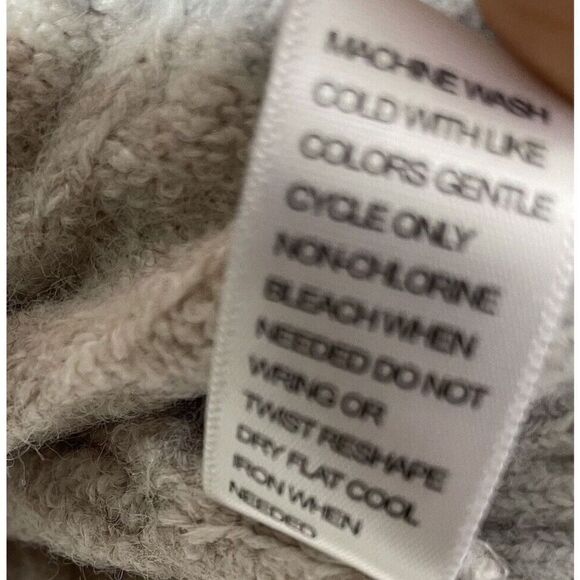 MACHINE WASH
COLD WITH LIKE
COLORS GENTLE
CYCLE ONLY
NON-CHLORINE
BLEACH WHEN
NEEDED DO NOT
WRING OR
TWIST RESHAPE
DRY FLAT COOL
IRON WHEN
NEEDED